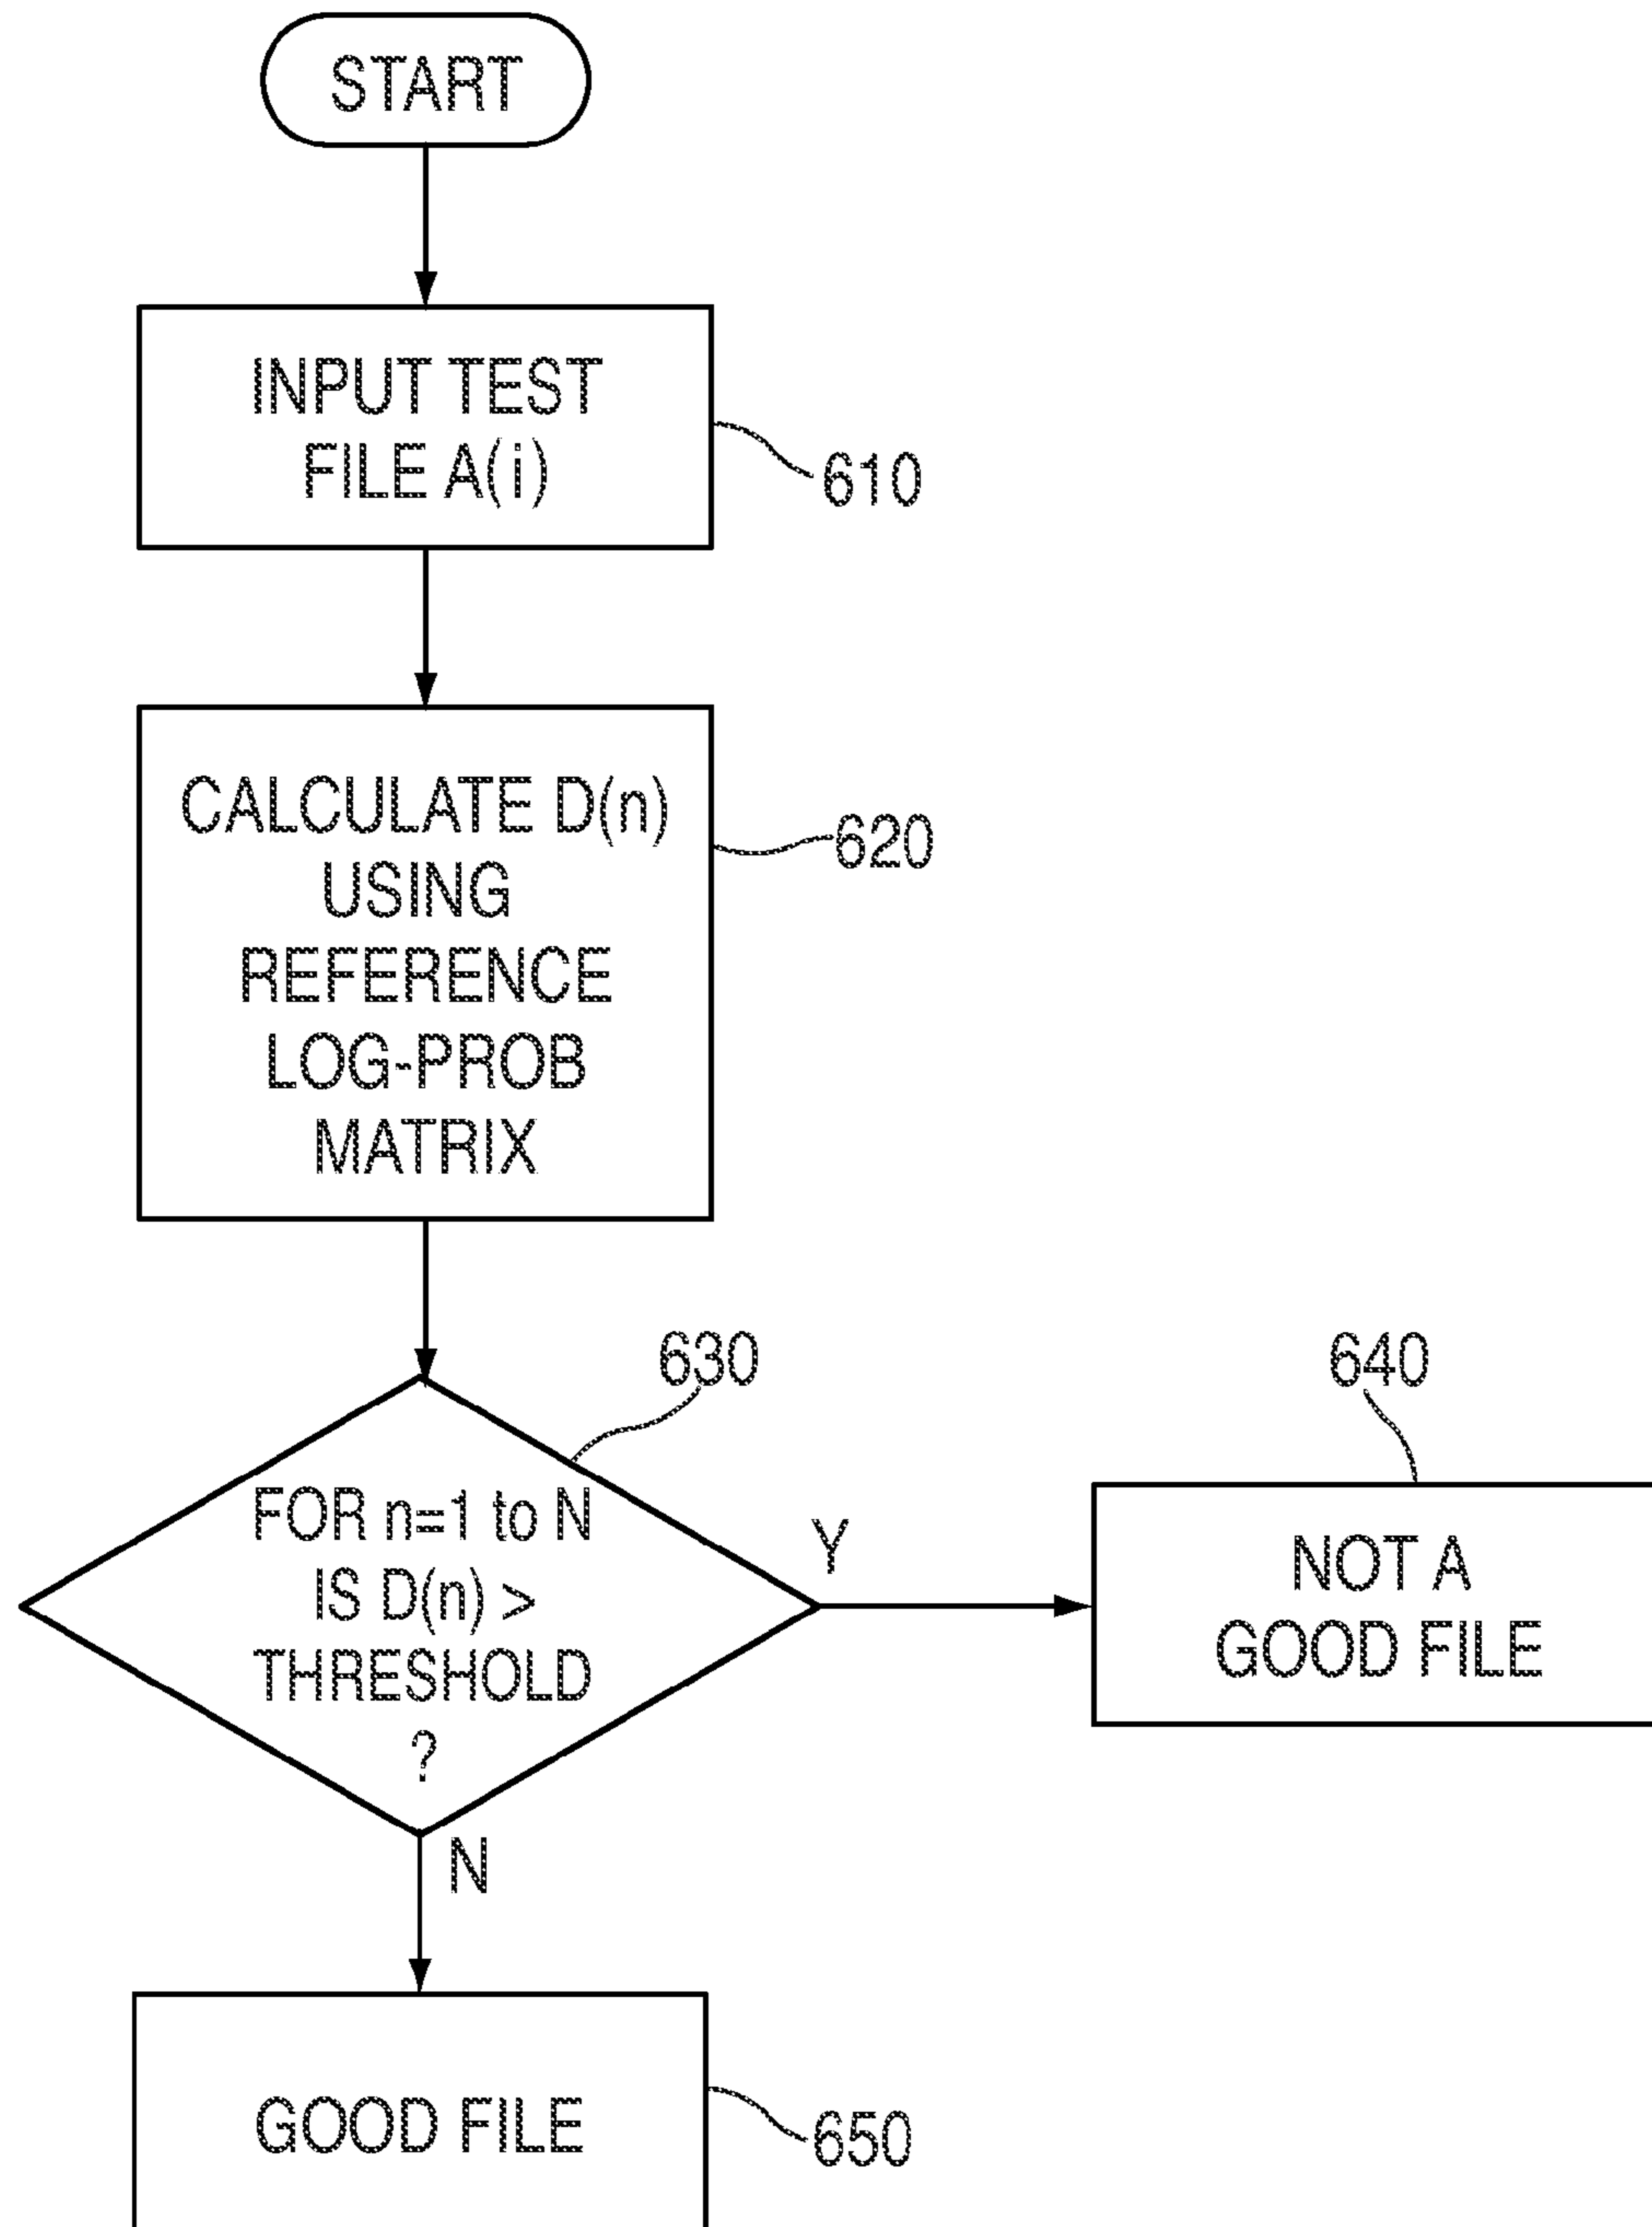 START
INPUT TEST
FILE A(i)
610
CALCULATE D(n)
USING
REFERENCE
LOG-PROB
MATRIX
620
630
FOR n=1 to N
IS D(n) >
THRESHOLD
?
Y
640
NOT A
GOOD FILE
N
GOOD FILE
650